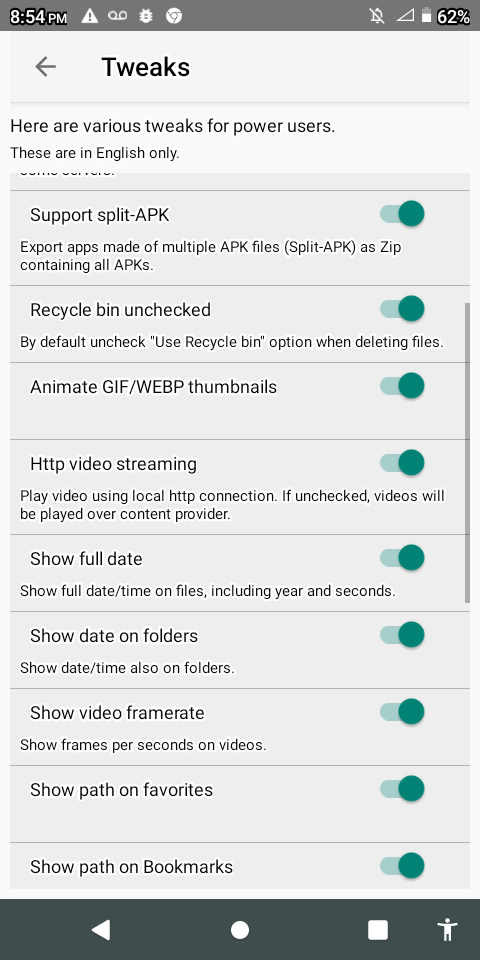 8:54 PM
62%
Tweaks
Here are various tweaks for power users.
These are in English only.
some servers.
Support split-APK
Export apps made of multiple APK files (Split-APK) as Zip
containing all APKs.
Recycle bin unchecked
By default uncheck "Use Recycle bin" option when deleting files.
Animate GIF/WEBP thumbnails
Http video streaming
Play video using local http connection. If unchecked, videos will
be played over content provider.
Show full date
Show full date/time on files, including year and seconds.
Show date on folders
Show date/time also on folders.
Show video framerate
Show frames per seconds on videos.
Show path on favorites
Show path on Bookmarks